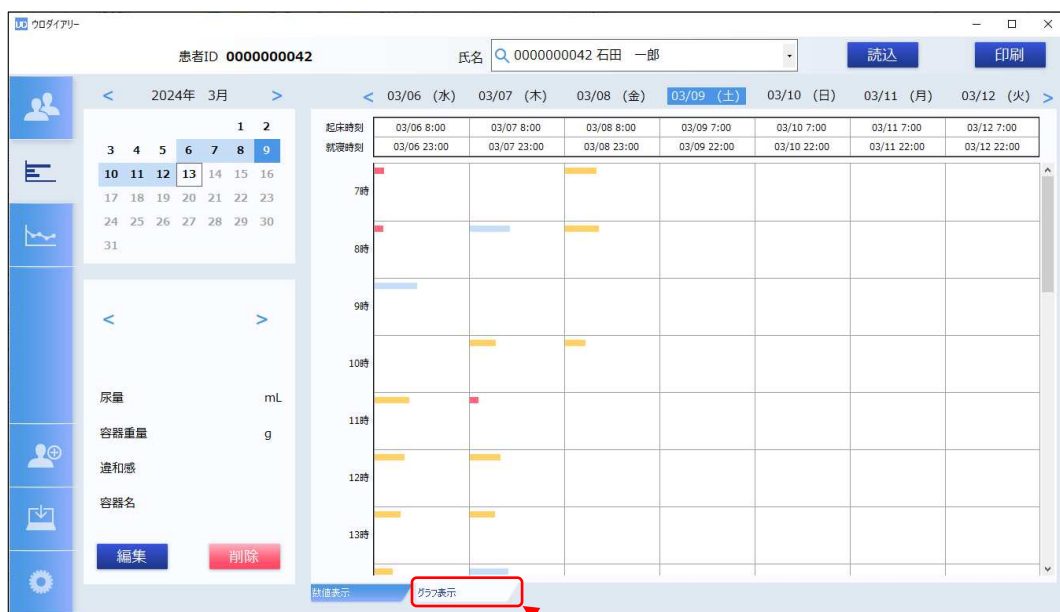 UD ウロダイアリー
患者ID 0000000042 氏名 0000000042 石田 一郎 読込 印刷
< 2024年 3月 >
1 2
3 4 5 6 7 8 9
10 11 12 13 14 15 16
17 18 19 20 21 22 23
24 25 26 27 28 29 30
31
< >
尿量 mL
容器重量 g
違和感
容器名
編集 削除
< 03/06 (水) 03/07 (木) 03/08 (金) 03/09 (土) 03/10 (日) 03/11 (月) 03/12 (火) >
起床時刻 03/06 8:00 03/07 8:00 03/08 8:00 03/09 7:00 03/10 7:00 03/11 7:00 03/12 7:00
就寝時刻 03/06 23:00 03/07 23:00 03/08 23:00 03/09 22:00 03/10 22:00 03/11 22:00 03/12 22:00
7時
8時
9時
10時
11時
12時
13時
数値表示 グラフ表示